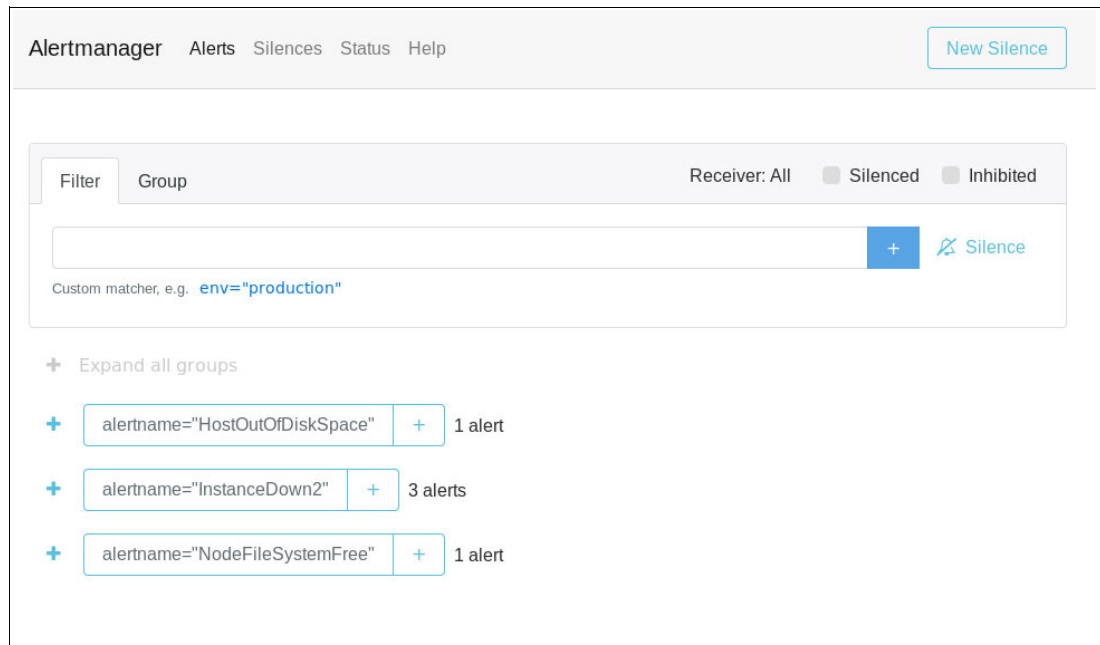 Alertmanager Alerts Silences Status Help New Silence
Filter Group Receiver: All Silenced Inhibited
+ Silence
Custom matcher, e.g. env="production"
+ Expand all groups
+ alertname="HostOutOfDiskSpace" + 1 alert
+ alertname="InstanceDown2" + 3 alerts
+ alertname="NodeFileSystemFree" + 1 alert